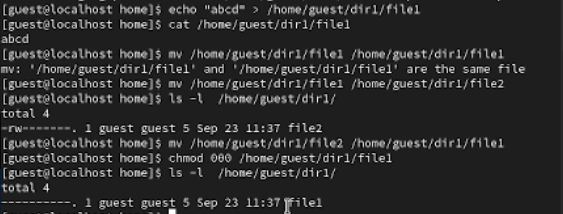 [guest@localhost home]$ echo "abcd" > /home/guest/dir1/file1
[guest@localhost home]$ cat /home/guest/dir1/file1
abcd
[guest@localhost home]$ mv /home/guest/dir1/file1 /home/guest/dir1/file1
mv: '/home/guest/dir1/file1' and '/home/guest/dir1/file1' are the same file
[guest@localhost home]$ mv /home/guest/dir1/file1 /home/guest/dir1/file2
[guest@localhost home]$ ls -l  /home/guest/dir1/
total 4
-rw-------. 1 guest guest 5 Sep 23 11:37 file2
[guest@localhost home]$ mv /home/guest/dir1/file2 /home/guest/dir1/file1
[guest@localhost home]$ chmod 000 /home/guest/dir1/file1
[guest@localhost home]$ ls -l  /home/guest/dir1/
total 4
----------. 1 guest guest 5 Sep 23 11:37 file1